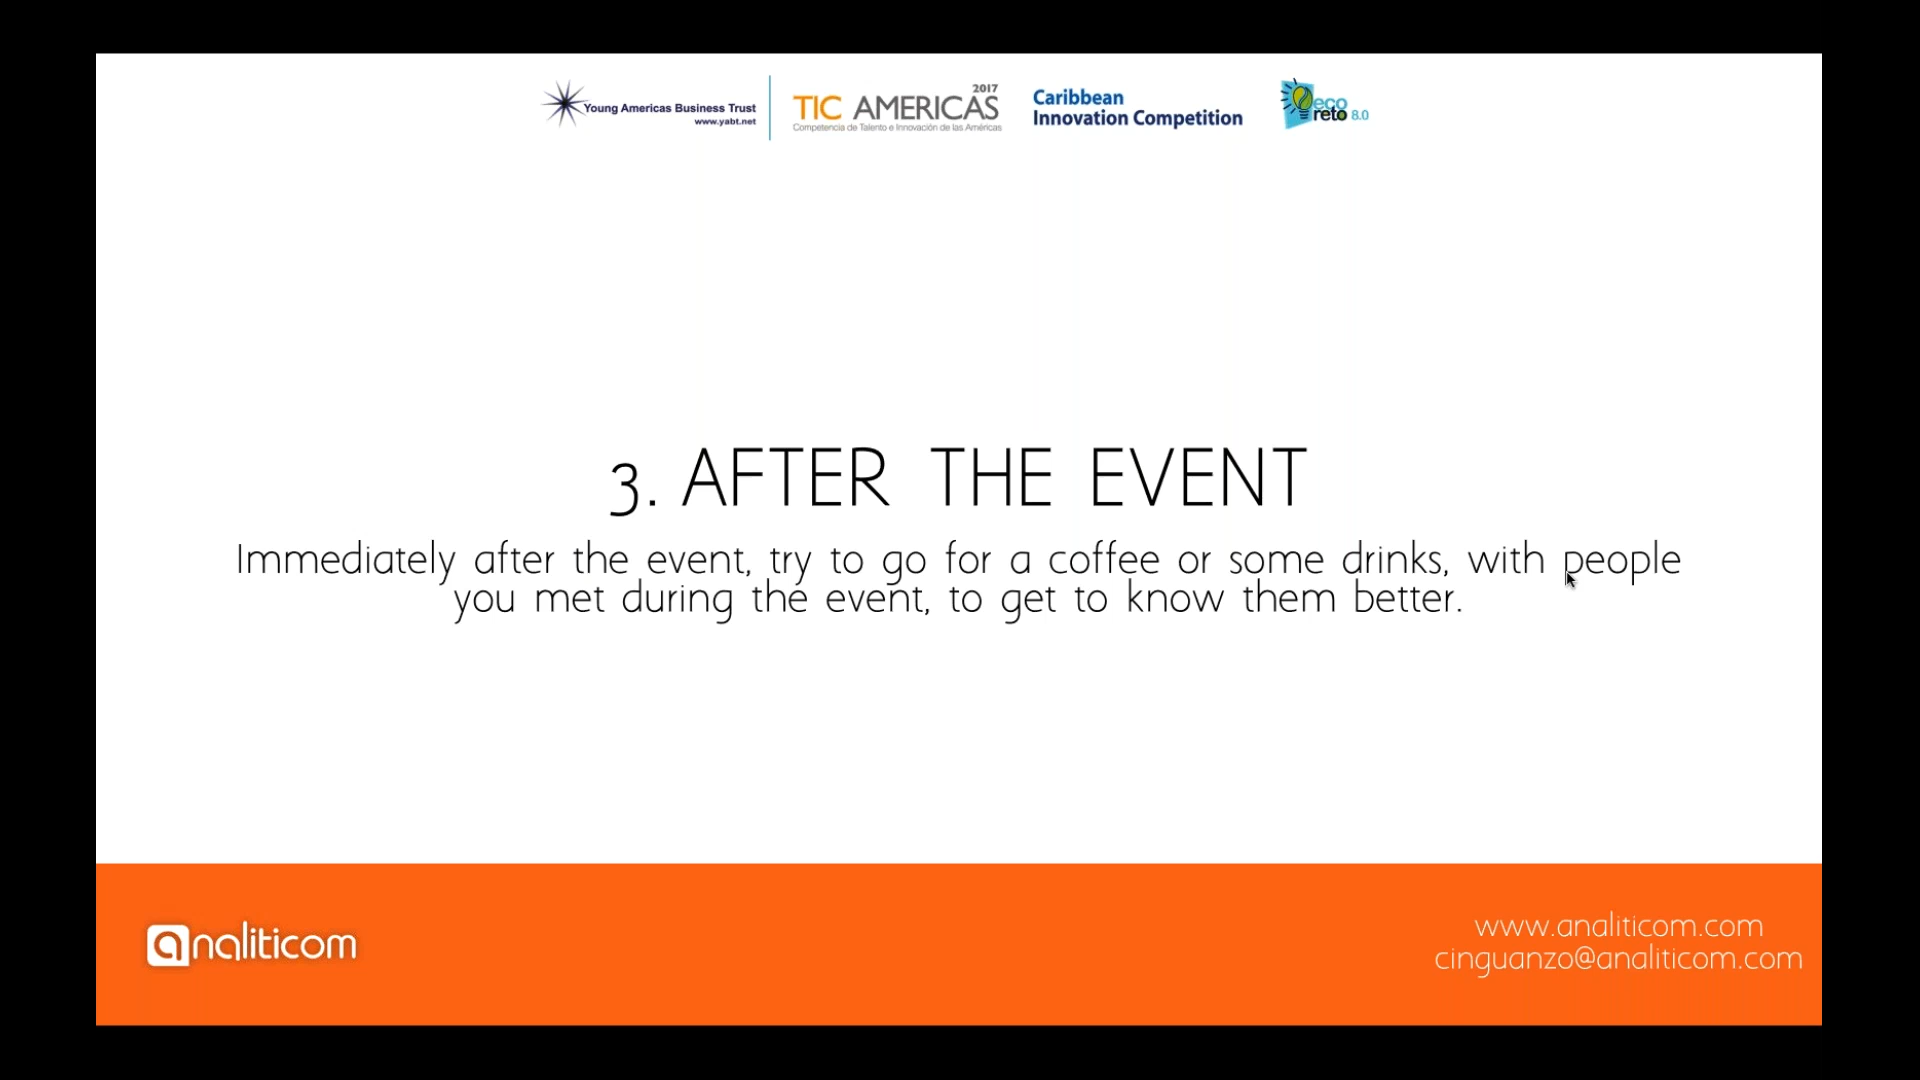 Young Americas Business Trust
www.yabt.net
2017
TIC AMERICAS
Competencia de Talento e Innovación de las Américas
Caribbean
Innovation Competition
eco
reto 8.0
3. AFTER THE EVENT
Immediately after the event, try to go for a coffee or some drinks, with people
you met during the event, to get to know them better.
analiticom
www.analiticom.com
cinguanzo@analiticom.com